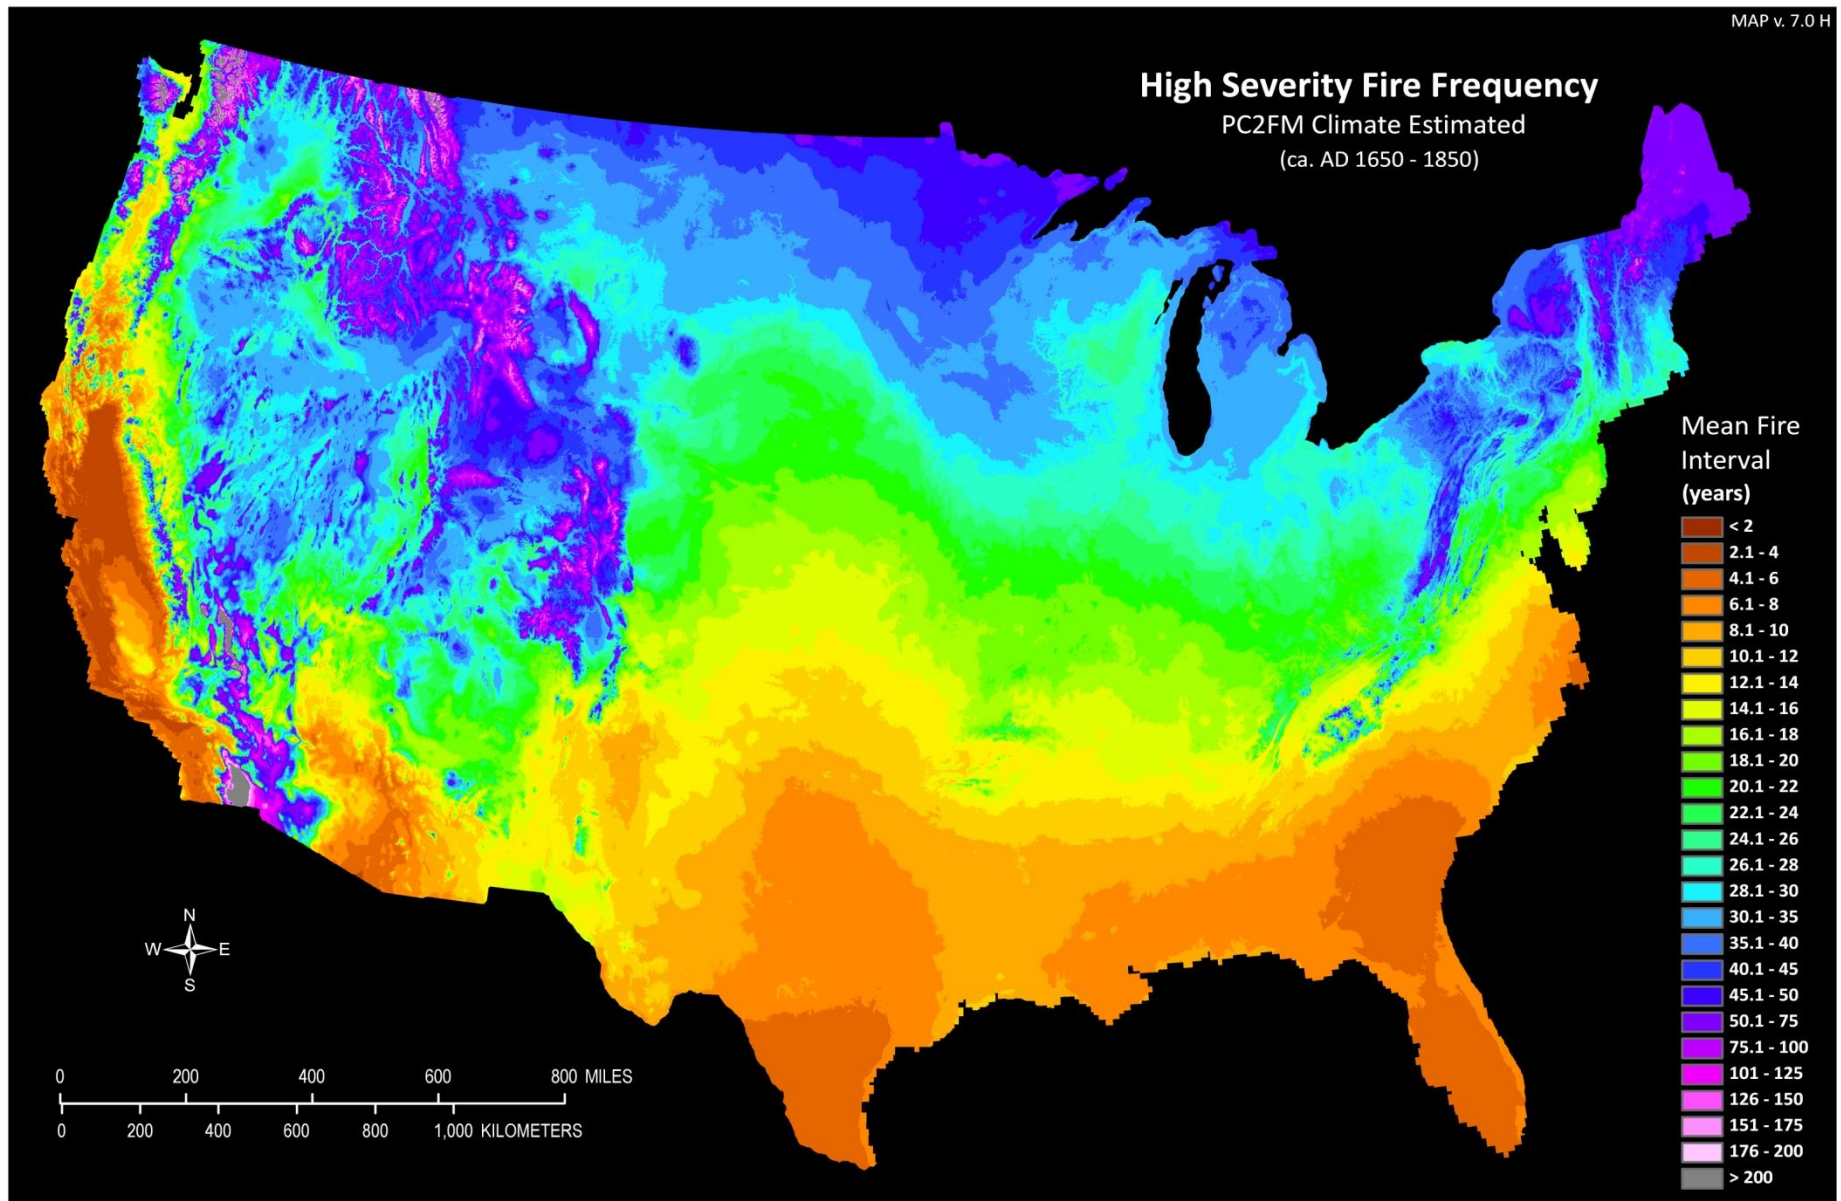 MAP v. 7.0 H
High Severity Fire Frequency
PC2FM Climate Estimated
(ca. AD 1650 - 1850)
Mean Fire
Interval
(years)
< 2
2.1 - 4
4.1 - 6
6.1 - 8
8.1 - 10
10.1 - 12
12.1 - 14
14.1 - 16
16.1 - 18
18.1 - 20
20.1 - 22
22.1 - 24
24.1 - 26
26.1 - 28
28.1 - 30
30.1 - 35
35.1 - 40
40.1 - 45
45.1 - 50
50.1 - 75
75.1 - 100
101 - 125
126 - 150
151 - 175
176 - 200
> 200
N
W E
S
0 200 400 600 800 MILES
0 200 400 600 800 1,000 KILOMETERS